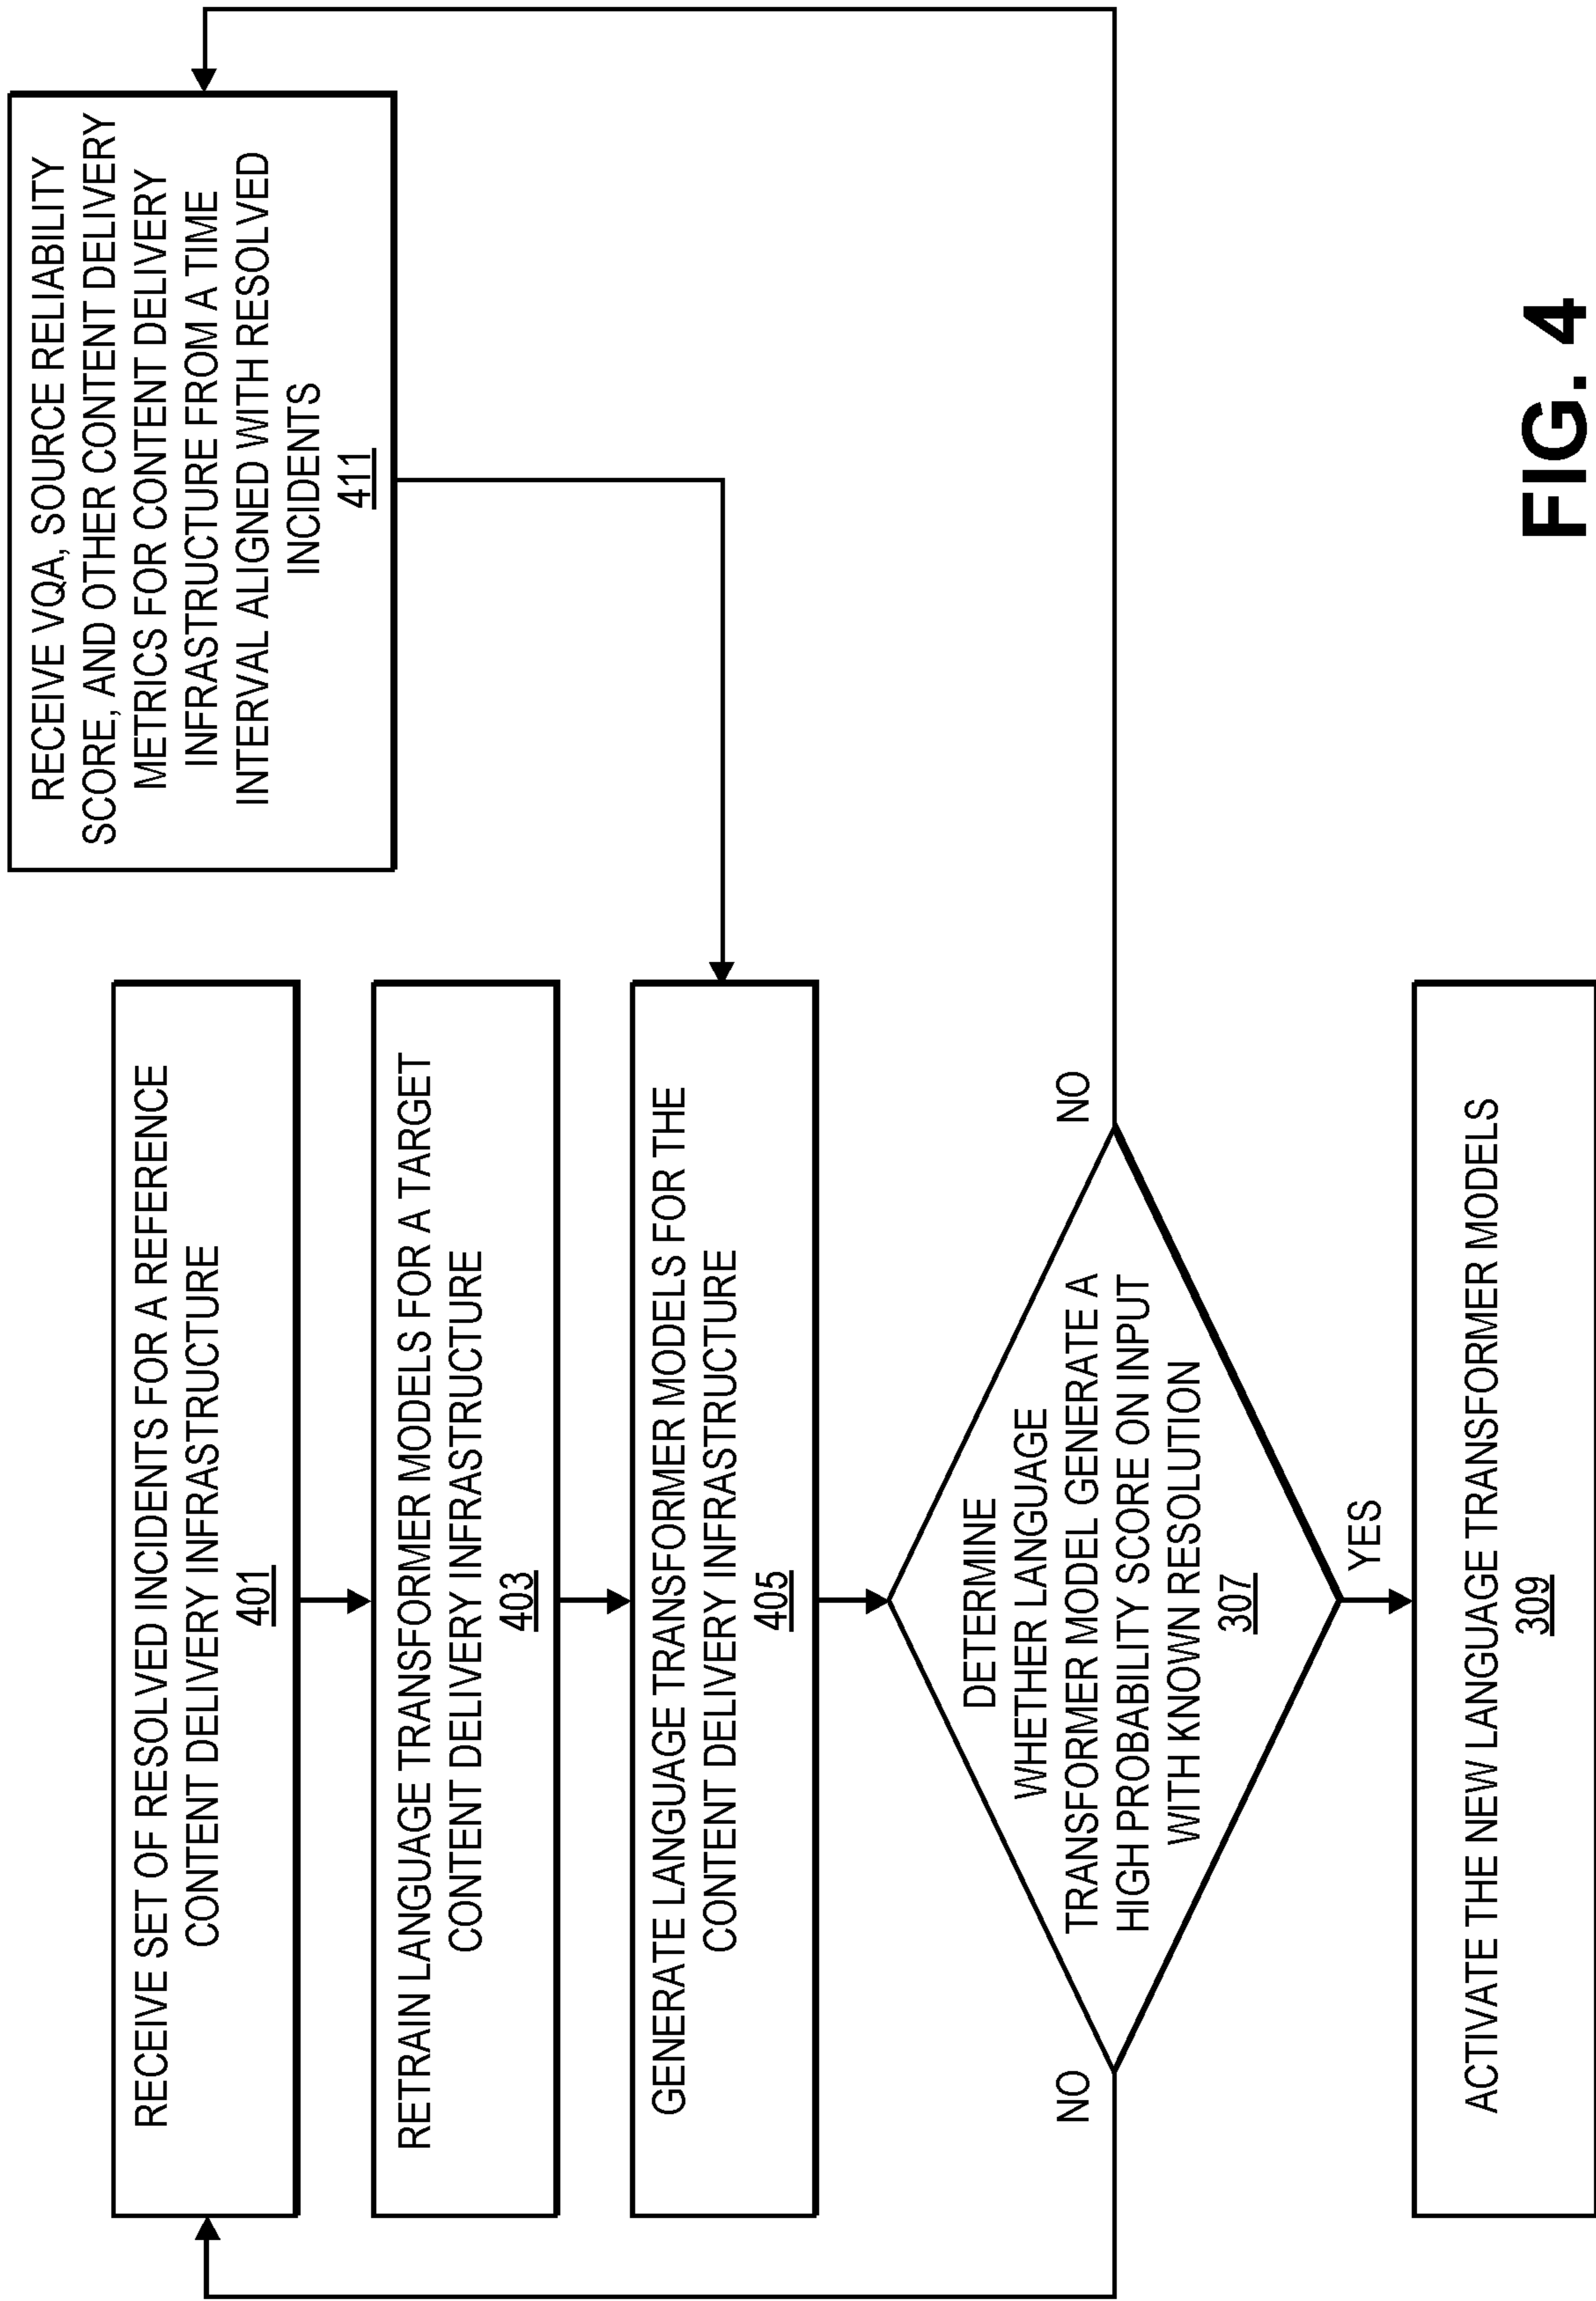 RECEIVE SET OF RESOLVED INCIDENTS FOR A REFERENCE
CONTENT DELIVERY INFRASTRUCTURE
401
RETRAIN LANGUAGE TRANSFORMER MODELS FOR A TARGET
CONTENT DELIVERY INFRASTRUCTURE
403
GENERATE LANGUAGE TRANSFORMER MODELS FOR THE
CONTENT DELIVERY INFRASTRUCTURE
405
DETERMINE
WHETHER LANGUAGE
TRANSFORMER MODEL GENERATE A
HIGH PROBABILITY SCORE ON INPUT
WITH KNOWN RESOLUTION
307
NO
NO
YES
ACTIVATE THE NEW LANGUAGE TRANSFORMER MODELS
309
RECEIVE VQA, SOURCE RELIABILITY
SCORE, AND OTHER CONTENT DELIVERY
METRICS FOR CONTENT DELIVERY
INFRASTRUCTURE FROM A TIME
INTERVAL ALIGNED WITH RESOLVED
INCIDENTS
411
FIG. 4